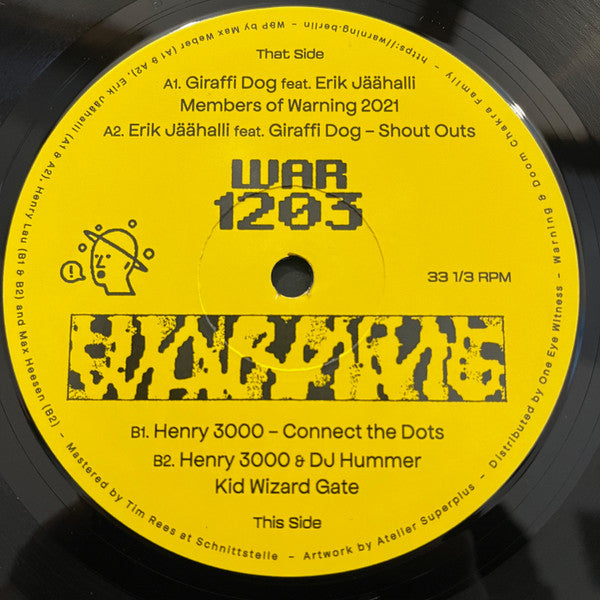 That Side
A1. Giraffi Dog feat. Erik Jäähalli
Members of Warning 2021
A2. Erik Jäähalli feat. Giraffi Dog – Shout Outs
WAR
1203
!
33 1/3 RPM
WARNING
B1. Henry 3000 – Connect the Dots
B2. Henry 3000 & DJ Hummer
Kid Wizard Gate
This Side
W&P by Max Weber (A1 & A2), Erik Jäähalli (A1 & A2), Henry Lau (B1 & B2) and Max Heesen (B2) – Mastered by Tim Rees at Schnittstelle – Artwork by Atelier Superplus – Distributed by One Eye Witness – Warning & Doom Chakra Family – https://warning.berlin –